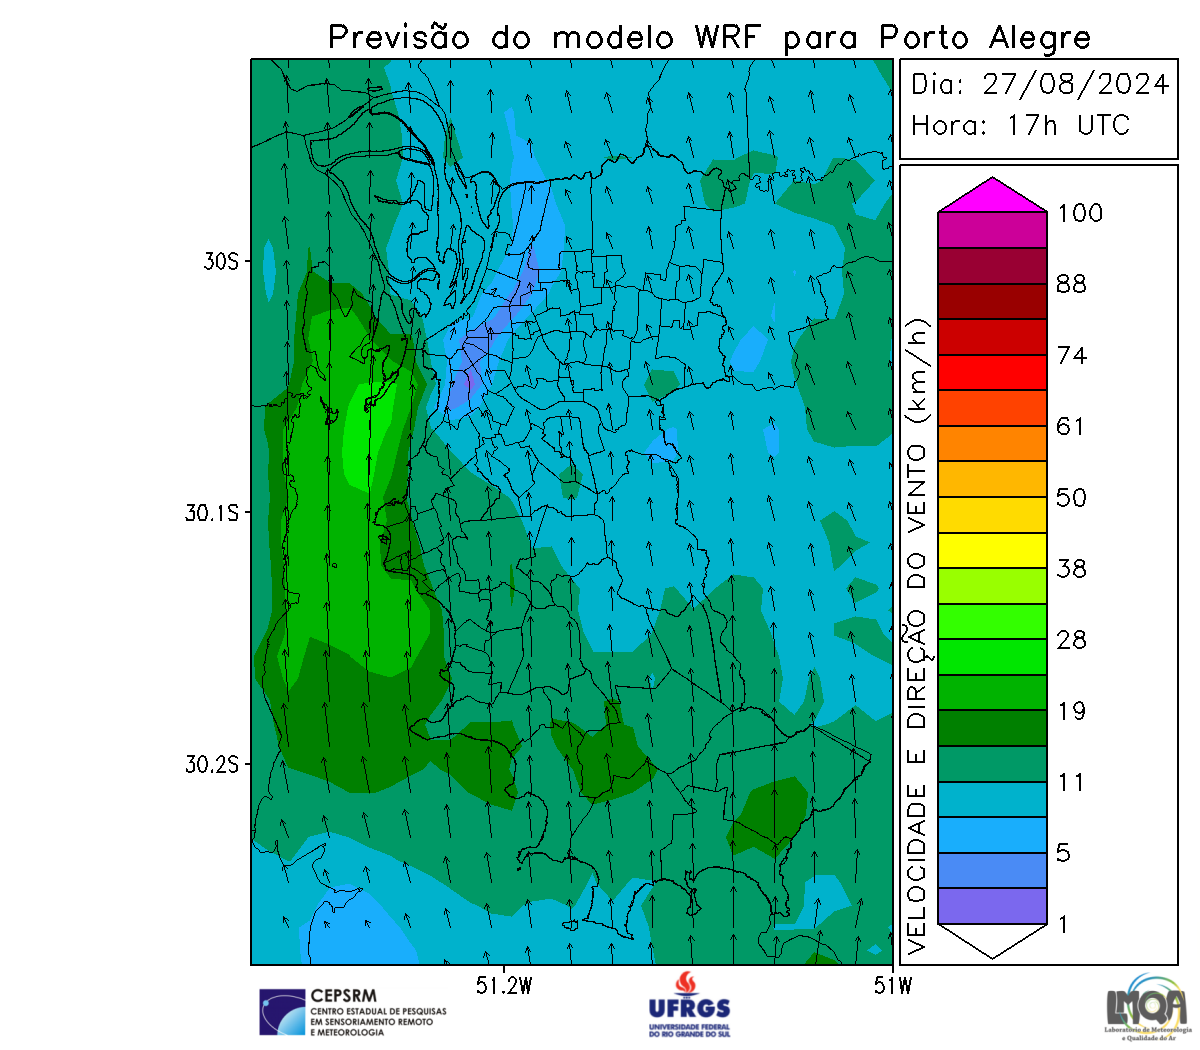 Previsão do modelo WRF para Porto Alegre
Dia: 27/08/2024
Hora: 17h UTC
30S
30.1S
30.2S
51.2W
51W
VELOCIDADE E DIREÇÃO DO VENTO (km/h)
100
88
74
61
50
38
28
19
11
5
1
CEPSRM
CENTRO ESTADUAL DE PESQUISAS
EM SENSORIAMENTO REMOTO
E METEOROLOGIA
UFRGS
UNIVERSIDADE FEDERAL
DO RIO GRANDE DO SUL
LMQA
Laboratório de Meteorologia
e Qualidade do Ar